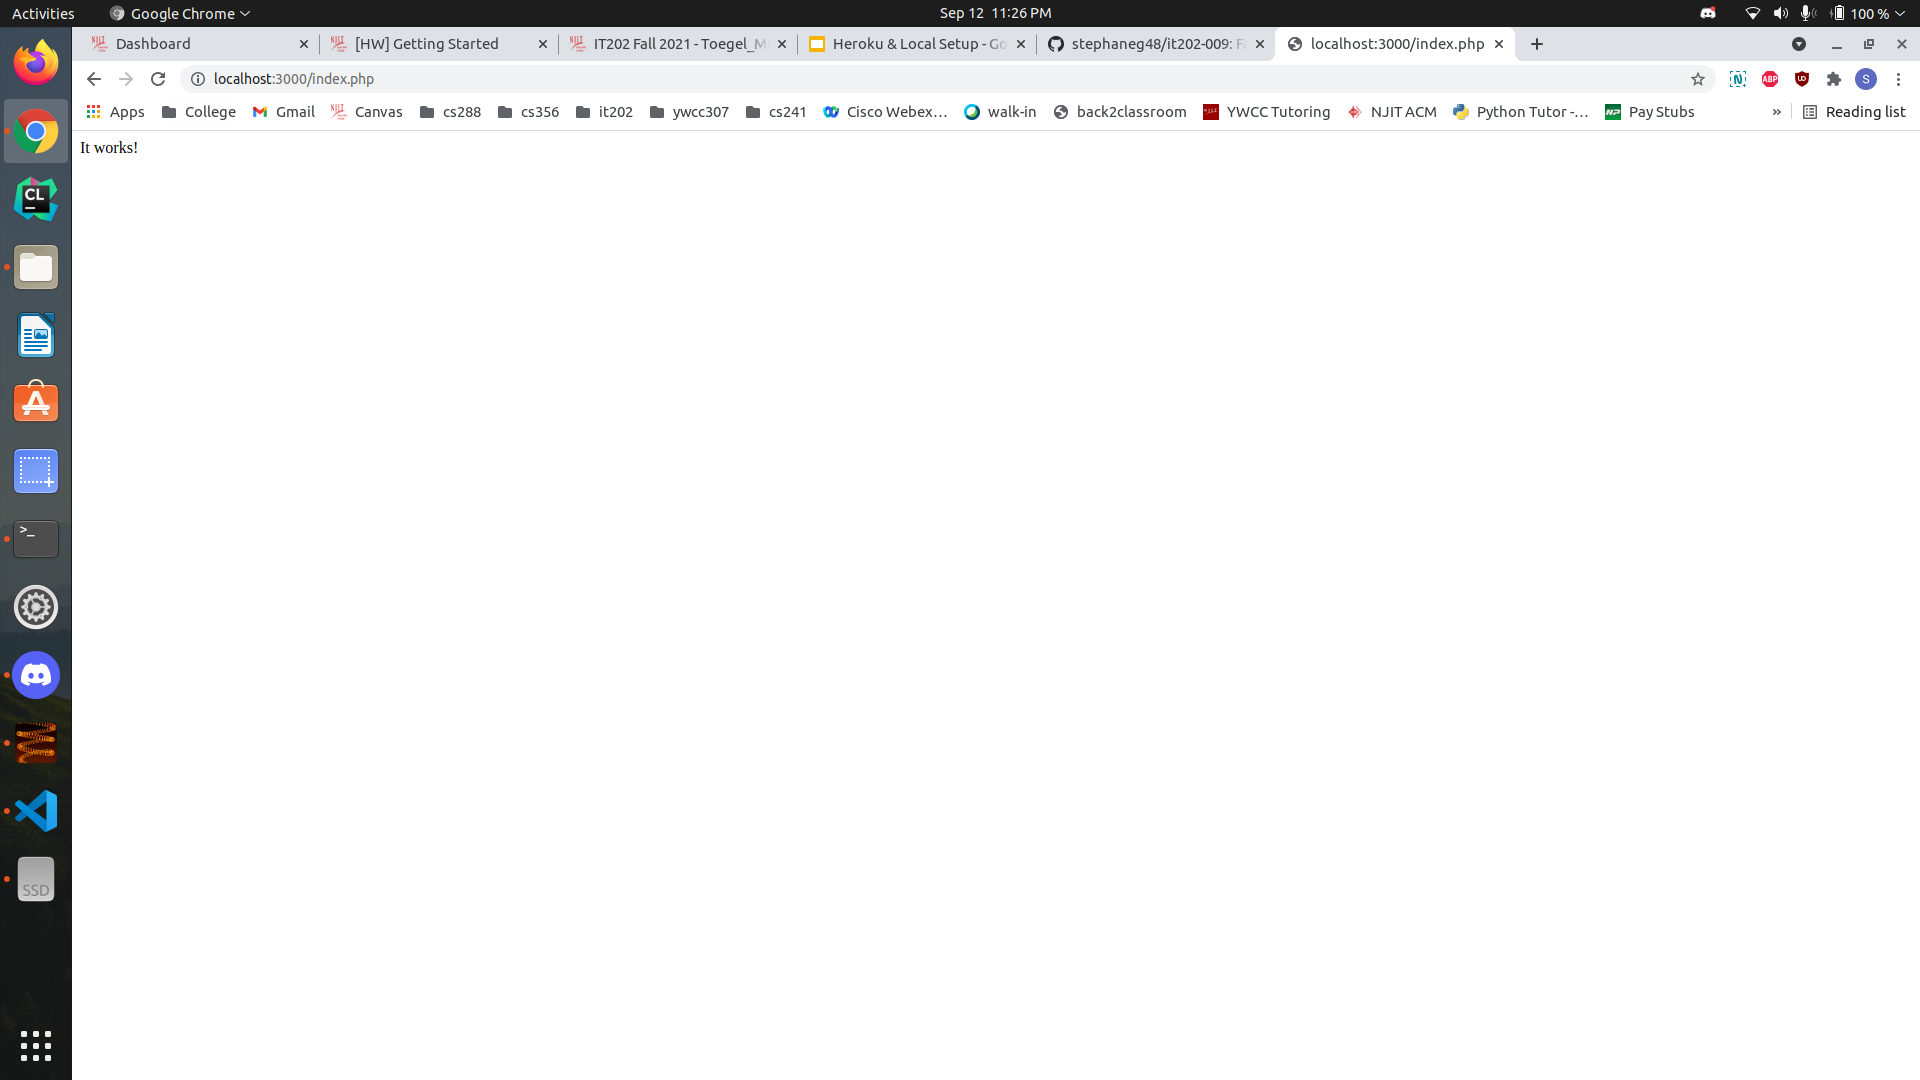 Activities Google Chrome Sep 12 11:26 PM 100 %
Dashboard [HW] Getting Started IT202 Fall 2021 - Toegel_M Heroku & Local Setup - Go stephaneg48/it202-009: Fa localhost:3000/index.php
localhost:3000/index.php ABP UD S
Apps College Gmail Canvas cs288 cs356 it202 ywcc307 cs241 Cisco Webex… walk-in back2classroom YWCC Tutoring NJIT ACM Python Tutor -… Pay Stubs » Reading list
It works!
CL
>_
SSD